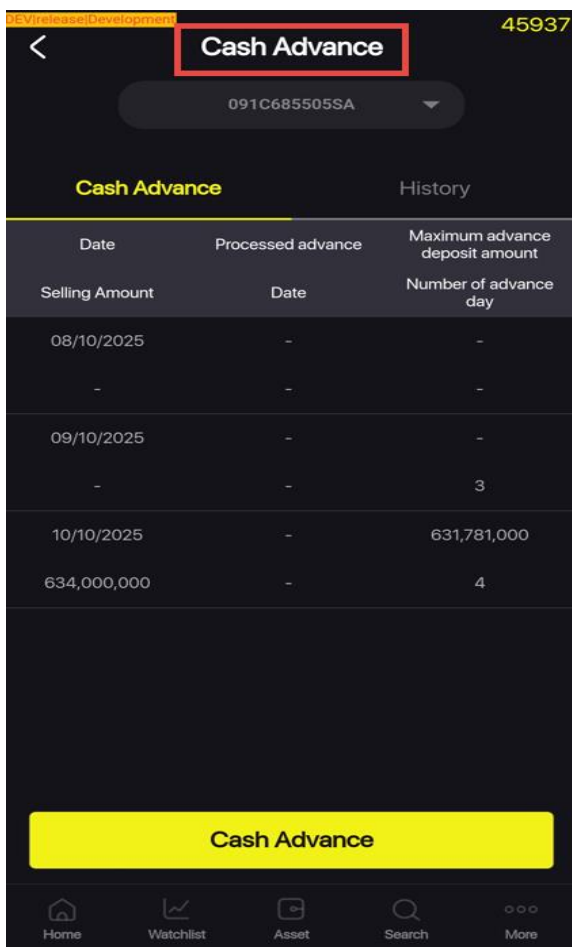 DEV|release|Development
45937
Cash Advance
091C685505SA
Cash Advance History
Date Processed advance Maximum advance deposit amount
Selling Amount Date Number of advance day
08/10/2025 - -
- - -
09/10/2025 - -
- - 3
10/10/2025 - 631,781,000
634,000,000 - 4
Cash Advance
Home Watchlist Asset Search More